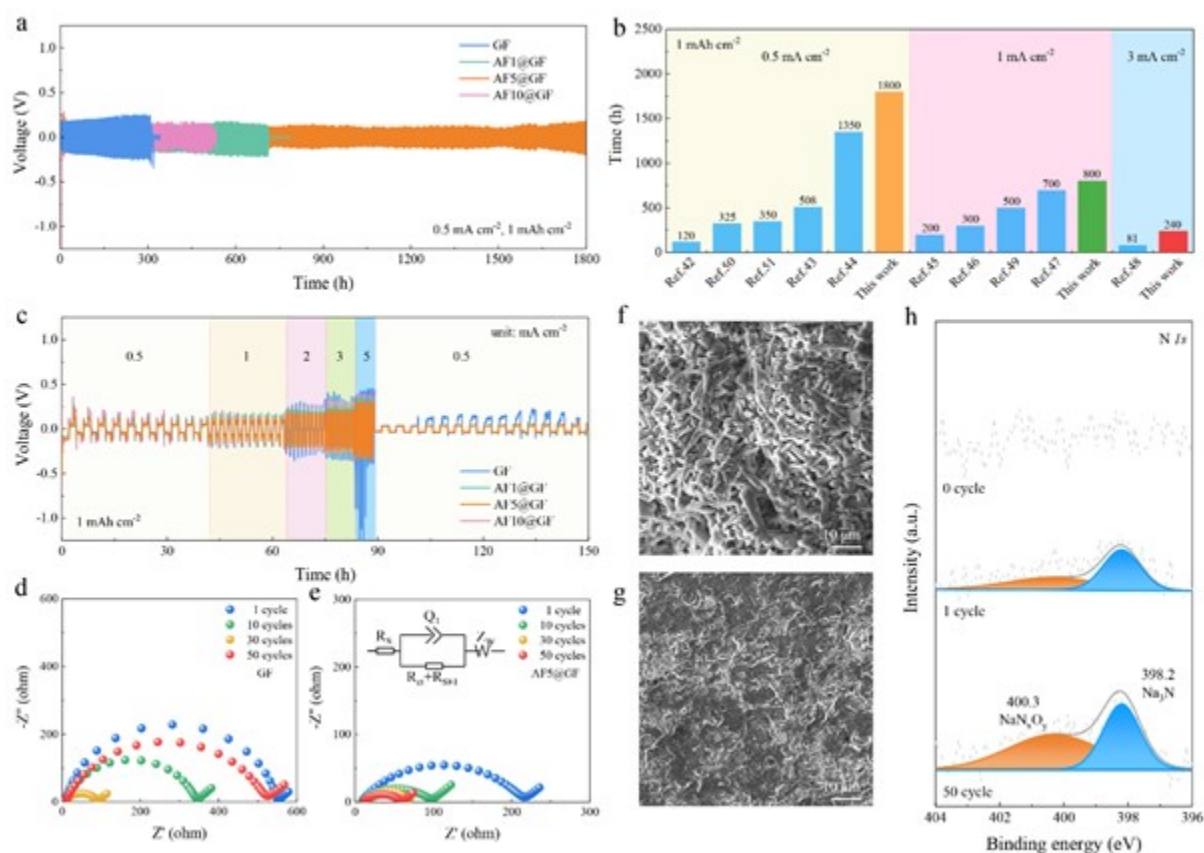 a
GF
AF1@GF
AF5@GF
AF10@GF
1.0
0.5
0.0
-0.5
-1.0
Voltage (V)
0.5 mA cm⁻², 1 mAh cm⁻²
0 300 600 900 1200 1500 1800
Time (h)
b
1 mAh cm⁻²
0.5 mA cm⁻²
1 mA cm⁻²
3 mA cm⁻²
2500
2000
1500
1000
500
0
Time (h)
120 325 350 508 1350 1800 200 300 500 700 800 81 240
Ref.42 Ref.50 Ref.51 Ref.43 Ref.44 This work Ref.45 Ref.46 Ref.49 Ref.47 This work Ref.48 This work
c
unit: mA cm⁻²
0.5 1 2 3 5 0.5
1.0
0.5
0.0
-0.5
-1.0
Voltage (V)
GF
AF1@GF
AF5@GF
AF10@GF
1 mAh cm⁻²
0 30 60 90 120 150
Time (h)
d
600
400
200
0
-Z'' (ohm)
1 cycle
10 cycles
30 cycles
50 cycles
GF
0 200 400 600
Z' (ohm)
e
300
250
200
150
100
50
0
-Z'' (ohm)
Q₁
1 cycle
10 cycles
30 cycles
50 cycles
AF5@GF
0 100 200 300
Z' (ohm)
f
10 μm
g
10 μm
h
N 1s
0 cycle
1 cycle
398.2
Na₃N
400.3
NaNₓOᵧ
50 cycle
Intensity (a.u.)
404 402 400 398 396
Binding energy (eV)